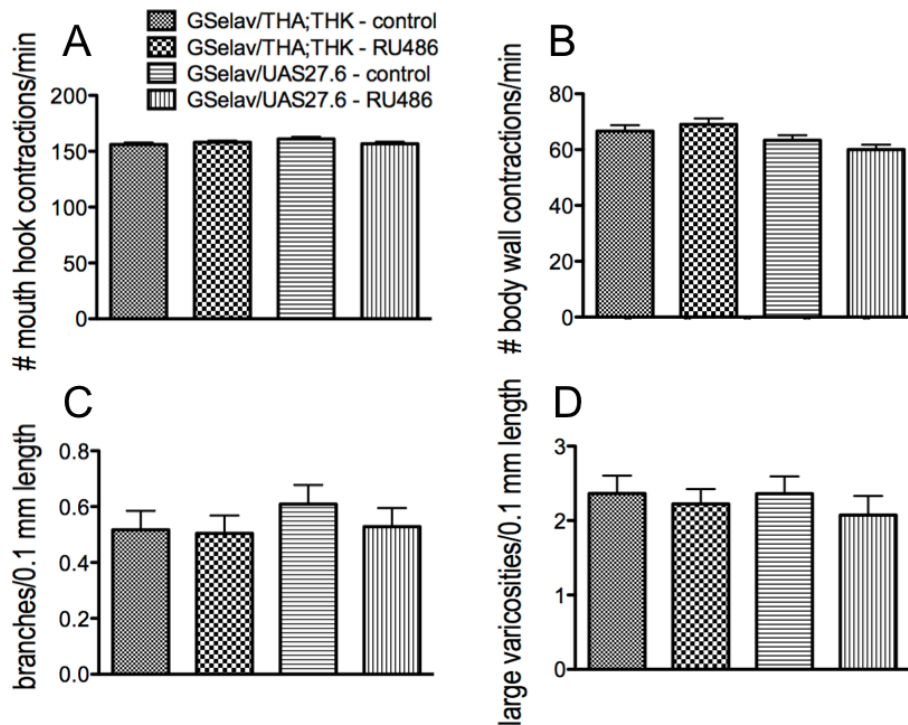 A
GSelav/THA;THK - control
GSelav/THA;THK - RU486
GSelav/UAS27.6 - control
GSelav/UAS27.6 - RU486
# mouth hook contractions/min
200
150
100
50
0
B
# body wall contractions/min
80
60
40
20
0
C
branches/0.1 mm length
0.8
0.6
0.4
0.2
0.0
D
large varicosities/0.1 mm length
3
2
1
0